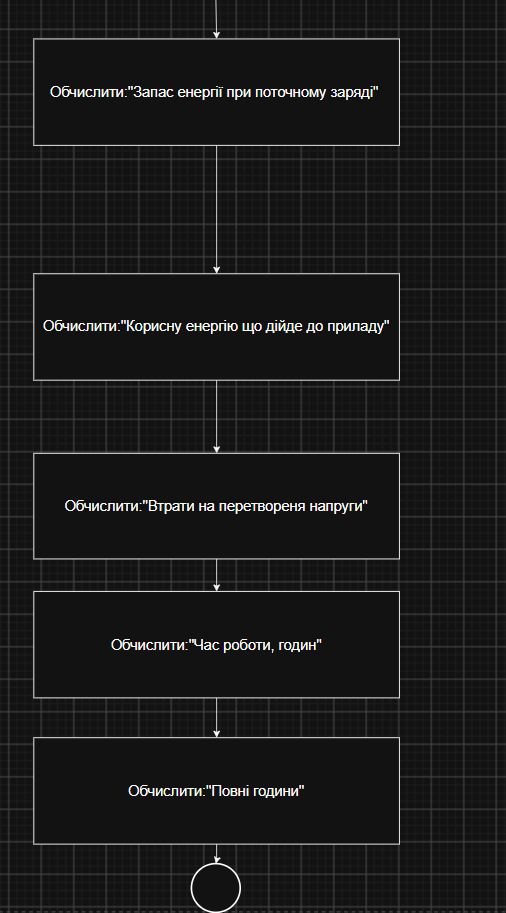 Обчислити:"Запас енергії при поточному заряді"
Обчислити:"Корисну енергію що дійде до приладу"
Обчислити:"Втрати на перетвореня напруги"
Обчислити:"Час роботи, годин"
Обчислити:"Повні години"